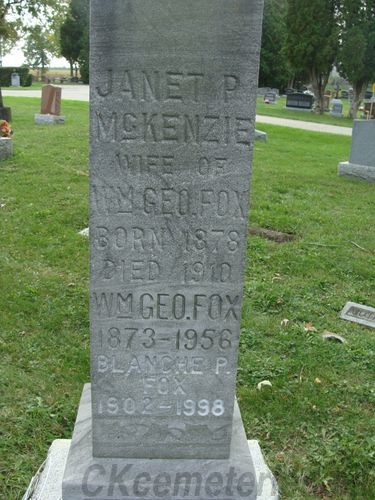 JANET P.
McKENZIE
WIFE OF
Wm GEO. FOX
BORN 1878
DIED 1910
Wm GEO. FOX
1873-1956
BLANCHE P.
FOX
1902-1998
CKcemeter